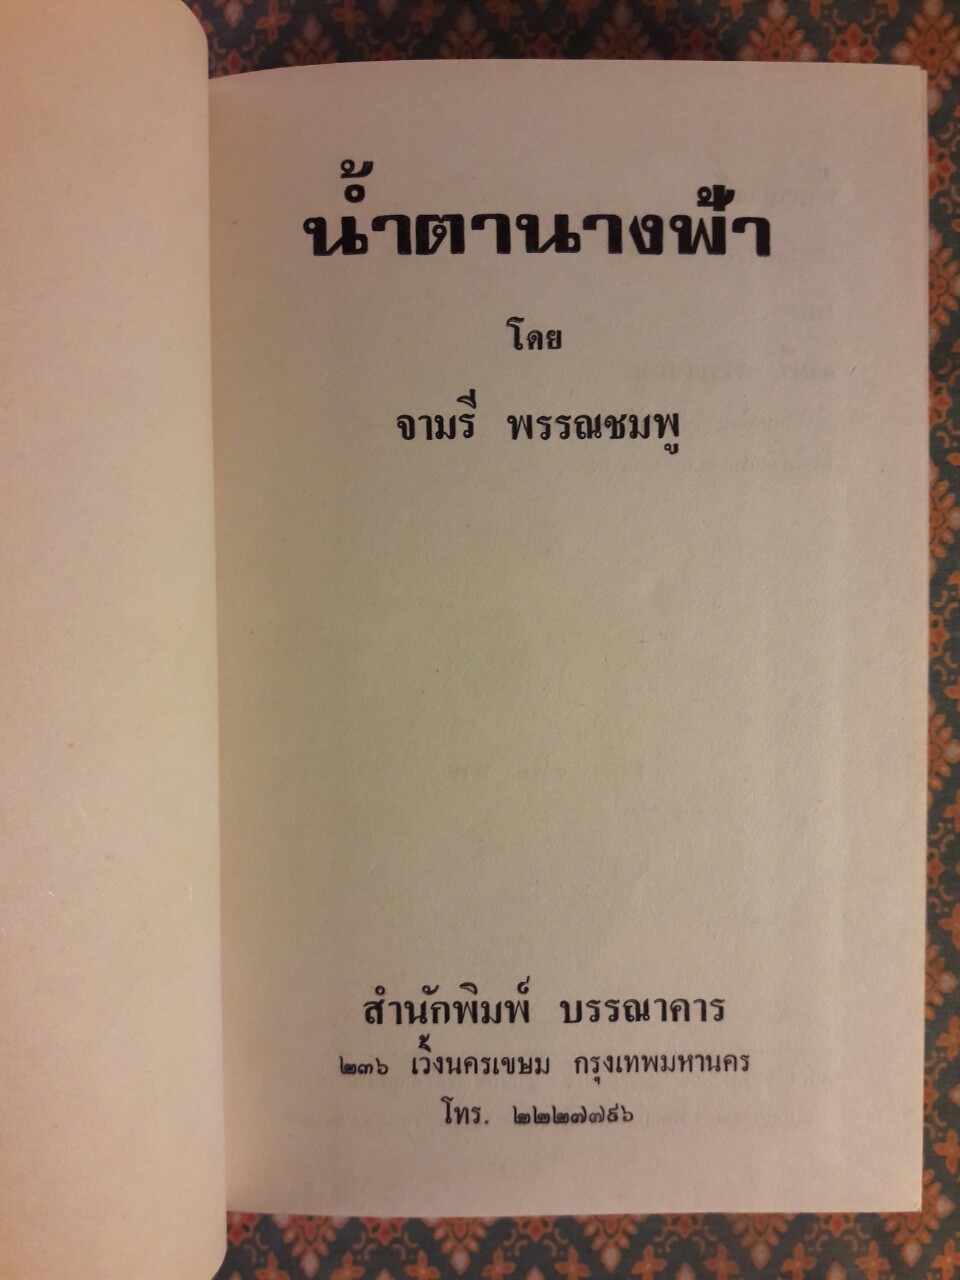 น้ำตานางฟ้า
โดย
จามรี พรรณชมพู
สำนักพิมพ์ บรรณาคาร
๒๓๖ เวิ้งนครเขษม กรุงเทพมหานคร
โทร. ๒๒๒๗๗๙๖